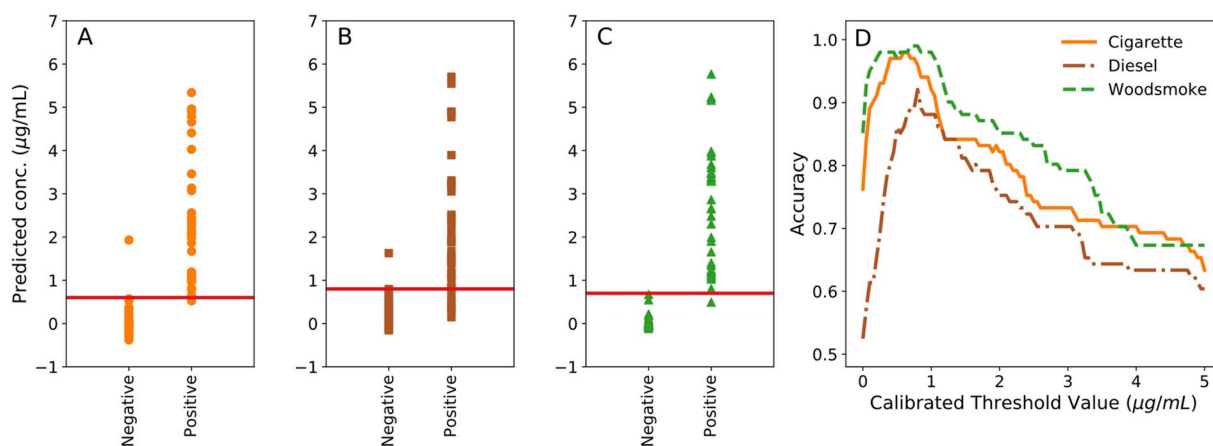 A
B
C
D
Predicted conc. (μg/mL)
7
6
5
4
3
2
1
0
−1
Negative
Positive
7
6
5
4
3
2
1
0
−1
Negative
Positive
7
6
5
4
3
2
1
0
−1
Negative
Positive
Accuracy
1.0
0.9
0.8
0.7
0.6
0.5
Cigarette
Diesel
Woodsmoke
0 1 2 3 4 5
Calibrated Threshold Value (μg/mL)